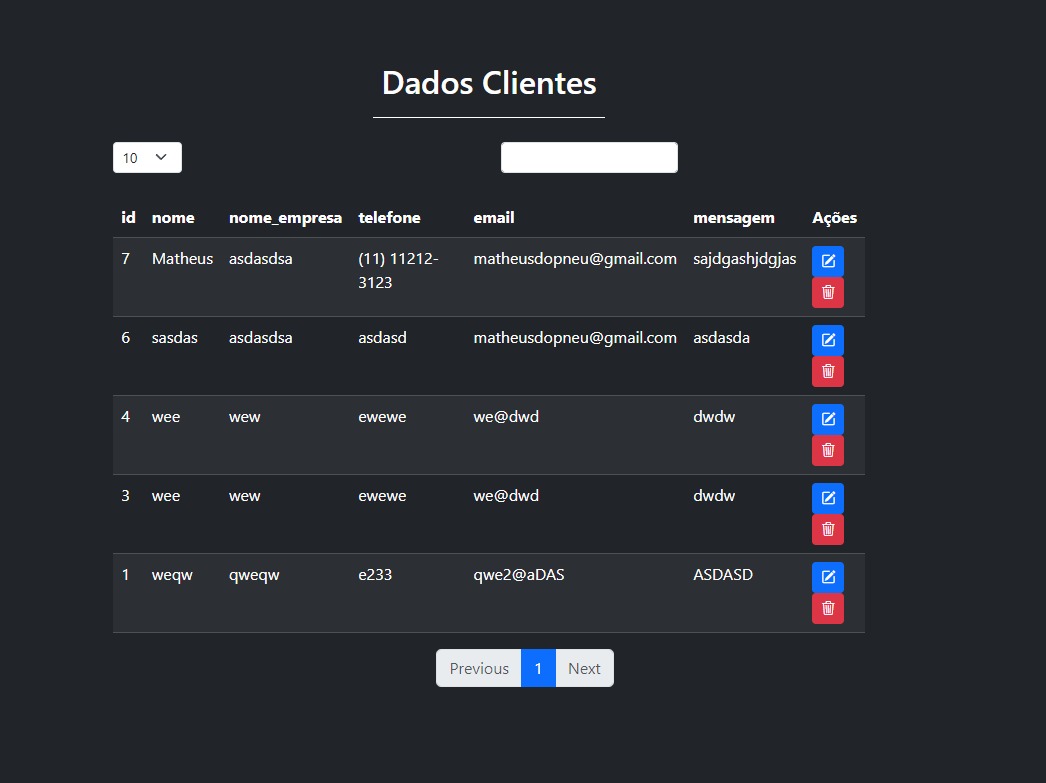 Dados Clientes
10
id nome nome_empresa telefone email mensagem Ações
7 Matheus asdasdsa (11) 11212-3123 matheusdopneu@gmail.com sajdgashjdgjas
6 sasdas asdasdsa asdasd matheusdopneu@gmail.com asdasda
4 wee wew ewewe we@dwd dwdw
3 wee wew ewewe we@dwd dwdw
1 weqw qweqw e233 qwe2@aDAS ASDASD
Previous 1 Next